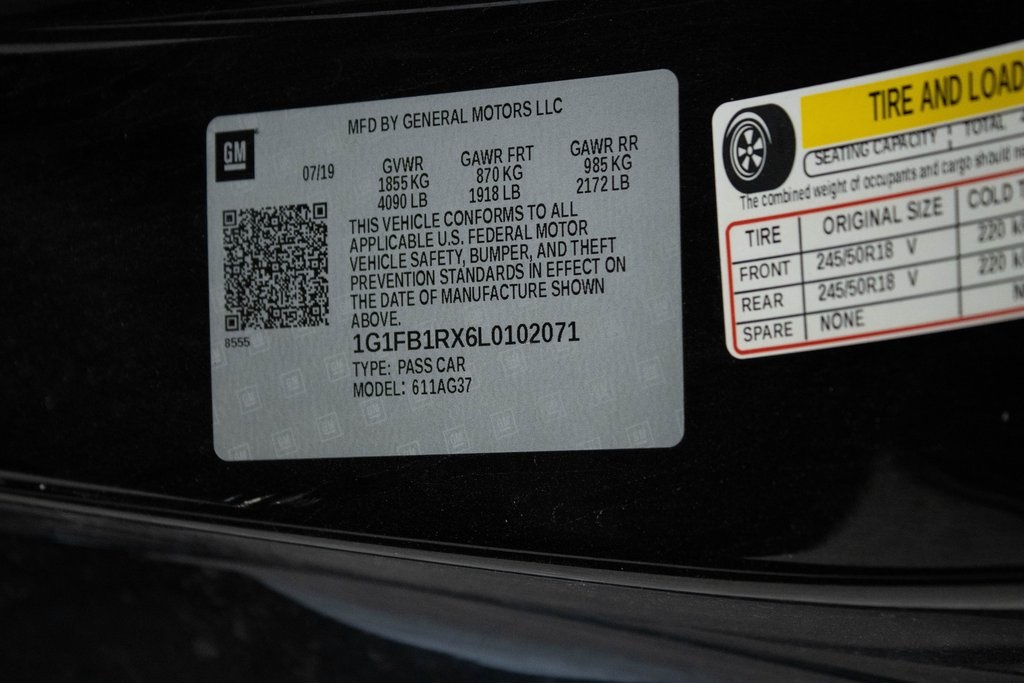 MFD BY GENERAL MOTORS LLC
GM
07/19
GVWR
1855 KG
4090 LB
GAWR FRT
870 KG
1918 LB
GAWR RR
985 KG
2172 LB
THIS VEHICLE CONFORMS TO ALL
APPLICABLE U.S. FEDERAL MOTOR
VEHICLE SAFETY, BUMPER, AND THEFT
PREVENTION STANDARDS IN EFFECT ON
THE DATE OF MANUFACTURE SHOWN
ABOVE.
8555
1G1FB1RX6L0102071
TYPE: PASS CAR
MODEL: 611AG37
TIRE AND LOAD
SEATING CAPACITY TOTAL
The combined weight of occupants and cargo should
TIRE ORIGINAL SIZE COLD
FRONT 245/50R18 V 220
REAR 245/50R18 V 220
SPARE NONE